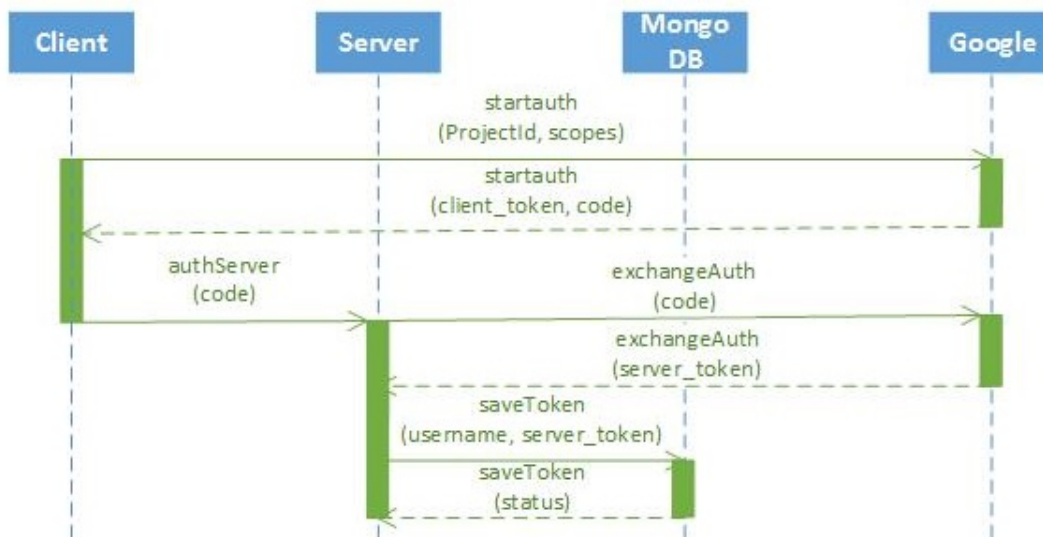 Client
Server
Mongo
DB
Google
startauth
(ProjectId, scopes)
startauth
(client_token, code)
authServer
(code)
exchangeAuth
(code)
exchangeAuth
(server_token)
saveToken
(username, server_token)
saveToken
(status)